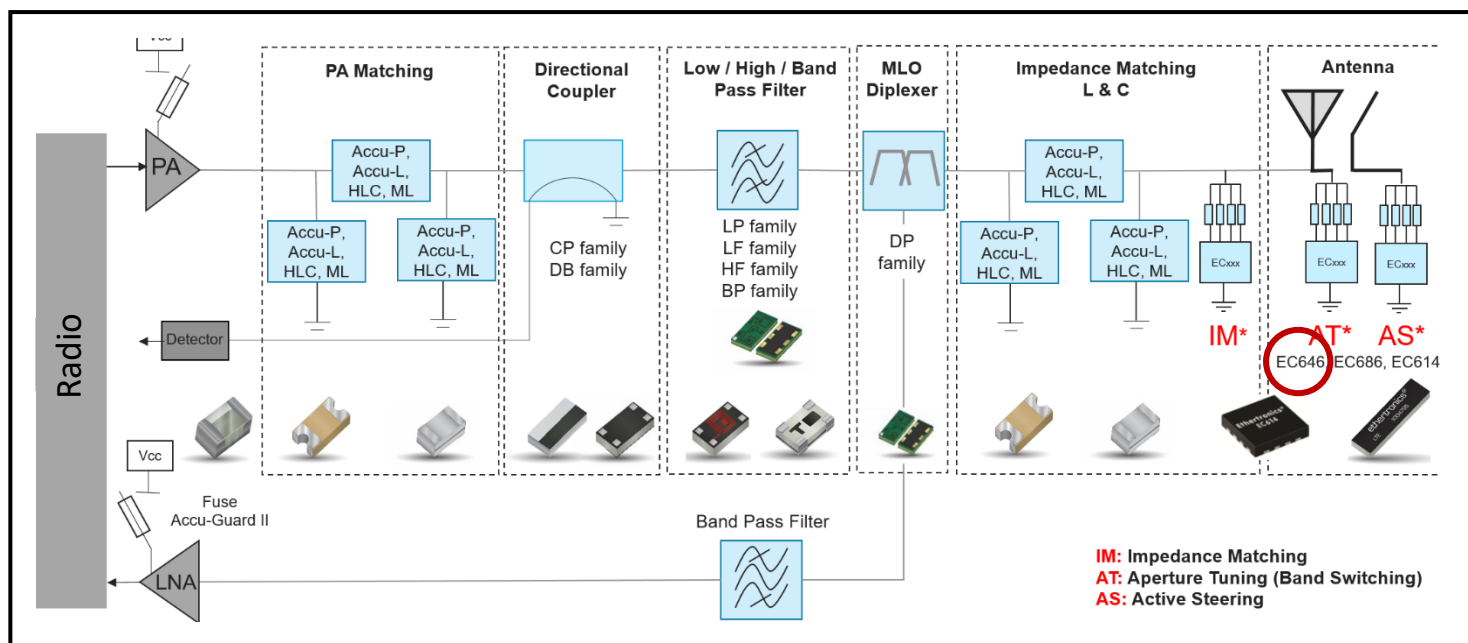 Vcc
PA Matching
Directional
Coupler
Low / High / Band
Pass Filter
MLO
Diplexer
Impedance Matching
L & C
Antenna
Radio
PA
Accu-P,
Accu-L,
HLC, ML
Accu-P,
Accu-L,
HLC, ML
Accu-P,
Accu-L,
HLC, ML
CP family
DB family
LP family
LF family
HF family
BP family
DP
family
Accu-P,
Accu-L,
HLC, ML
Accu-P,
Accu-L,
HLC, ML
Accu-P,
Accu-L,
HLC, ML
ECxxx
ECxxx
ECxxx
IM*
AT*
AS*
EC646, EC686, EC614
Detector
Ethertronics
EC614
ethertronics
LTE
Vcc
Fuse
Accu-Guard II
LNA
Band Pass Filter
IM: Impedance Matching
AT: Aperture Tuning (Band Switching)
AS: Active Steering